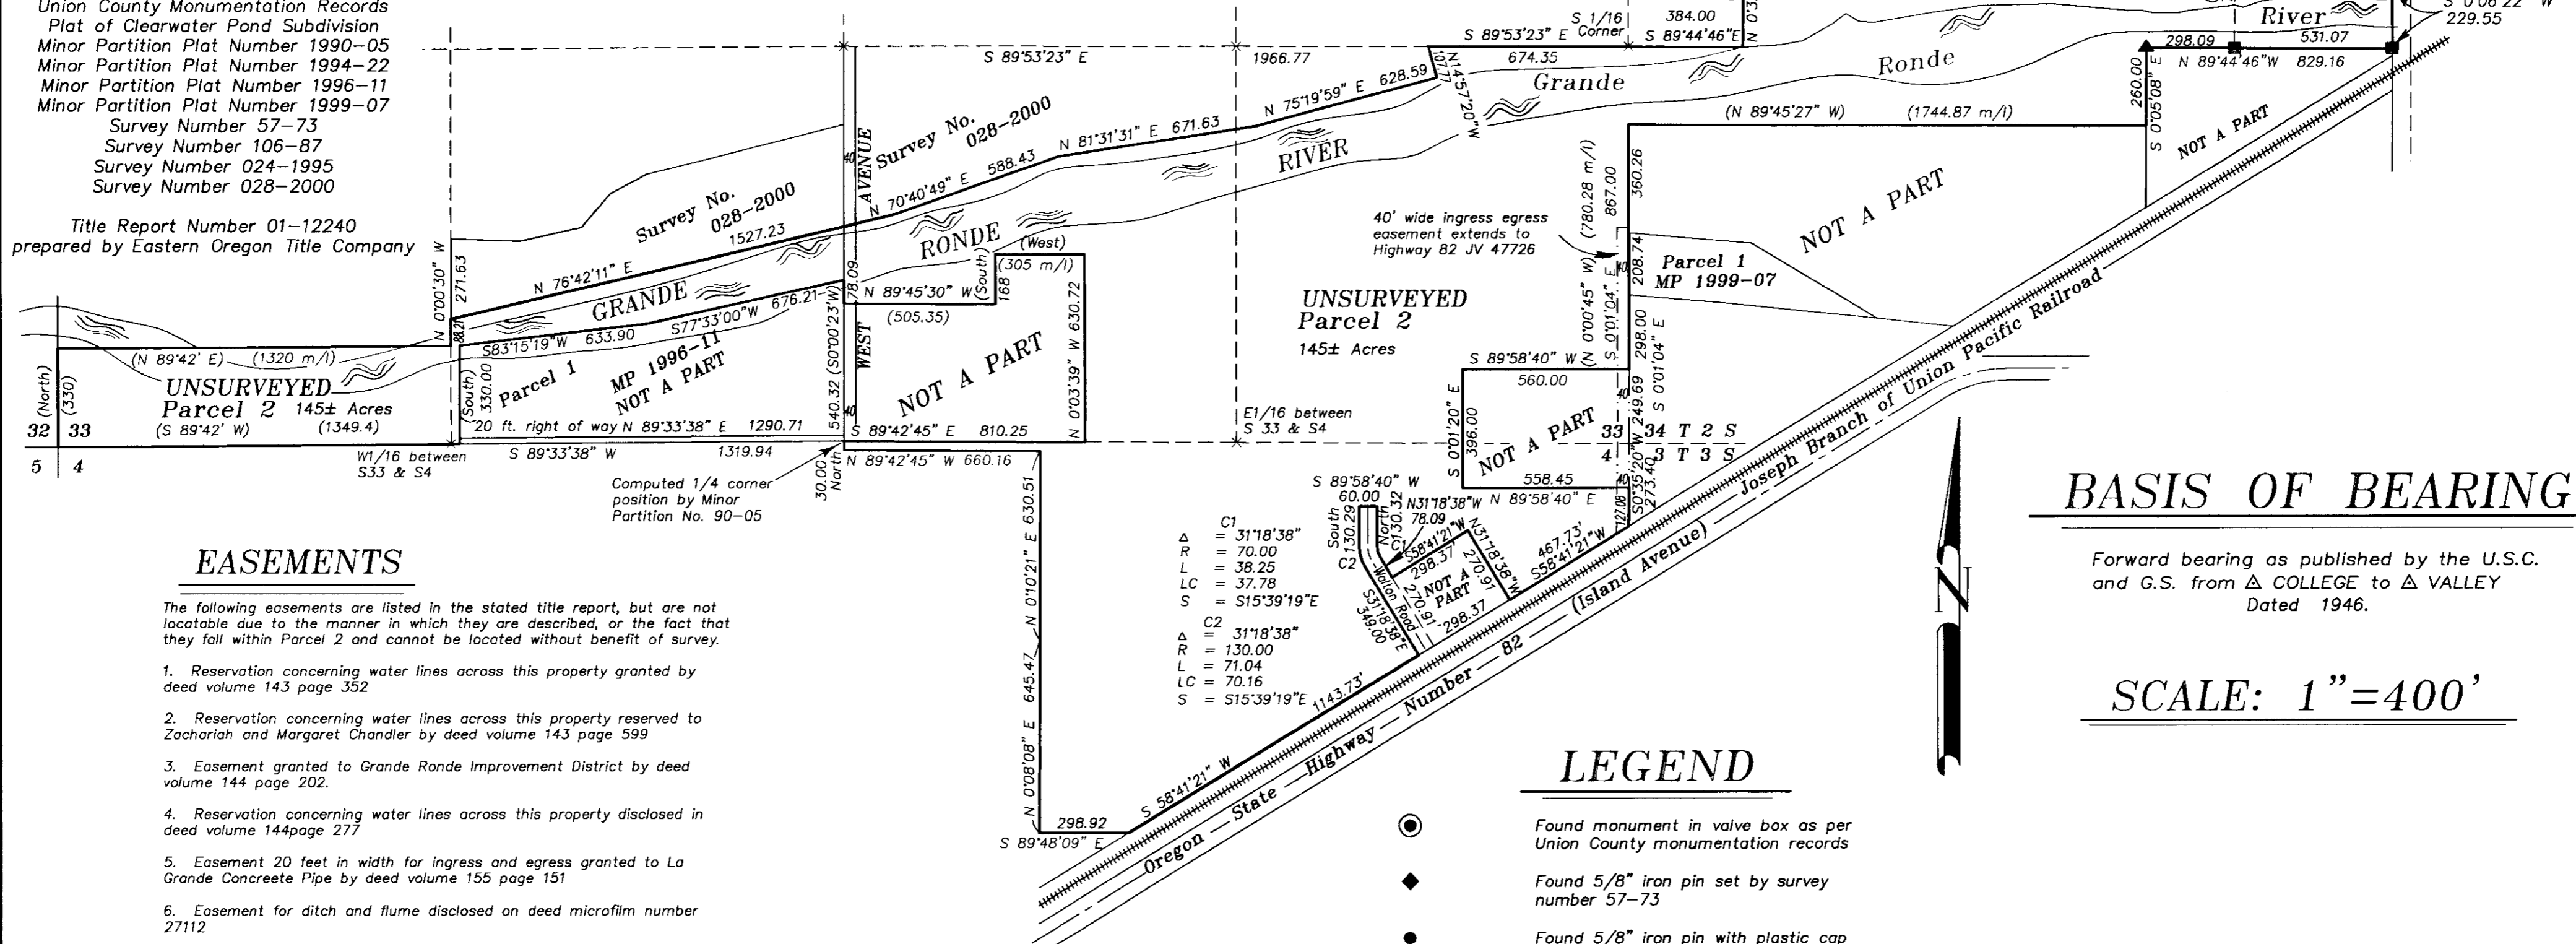 Union County Monumentation Records
Plat of Clearwater Pond Subdivision
Minor Partition Plat Number 1990-05
Minor Partition Plat Number 1994-22
Minor Partition Plat Number 1996-11
Minor Partition Plat Number 1999-07
Survey Number 57-73
Survey Number 106-87
Survey Number 024-1995
Survey Number 028-2000
Title Report Number 01-12240
prepared by Eastern Oregon Title Company
S 89°53'23" E
1966.77
S 89°53'23" E
674.35
S 1/16
Corner
384.00
S 89°44'46"E
N 0°3
River
S 0°06'22" W
229.55
298.09
531.07
N 89°44'46"W 829.16
260.00
S 0°05'08" E
NOT A PART
Grande
Ronde
107.77
N14°57'20"W
N 75°19'59" E 628.59
N 81°31'31" E 671.63
N 70°40'49" E 588.43
Survey No.
028-2000
Survey No.
028-2000
1527.23
N 76°42'11" E
AVENUE
40
WEST
40
RIVER
RONDE
GRANDE
(N 89°45'27" W) (1744.87 m/l)
360.26
867.00
(780.28 m/l)
(N 0°00'45" W)
S 0°01'04" E
208.74
40
298.00
S 0°01'04" E
NOT A PART
Parcel 1
MP 1999-07
40' wide ingress egress
easement extends to
Highway 82 JV 47726
N 0°00'30" W
271.63
88.21
(N 89°42' E) (1320 m/l)
(North)
(330)
UNSURVEYED
Parcel 2 145± Acres
(S 89°42' W) (1349.4)
32 33
5 4
(South)
330.00
S83°15'19"W 633.90
S77°33'00"W 676.21
Parcel 1
MP 1996-11
NOT A PART
20 ft. right of way N 89°33'38" E 1290.71
S 89°33'38" W 1319.94
W1/16 between
S33 & S4
78.09
540.32 (S0°00'23"W)
N 89°45'30" W
(505.35)
(South)
168
(West)
(305 m/l)
N 0°03'39" W 630.72
NOT A PART
S 89°42'45" E 810.25
N 89°42'45" W 660.16
30.00
North
Computed 1/4 corner
position by Minor
Partition No. 90-05
UNSURVEYED
Parcel 2
145± Acres
E1/16 between
S 33 & S4
S 89°58'40" W
560.00
S 0°01'20" E
396.00
NOT A PART
558.45
N 89°58'40" E
40
249.69
S0°35'20"W
273.40
40
127.08
33 34 T 2 S
4 3 T 3 S
N 0°10'21" E 630.51
N 0°08'08" E 645.47
298.92
S 89°48'09" E
S 58°41'21" W
1143.73'
C1
Δ = 31°18'38"
R = 70.00
L = 38.25
LC = 37.78
S = S15°39'19"E
C2
Δ = 31°18'38"
R = 130.00
L = 71.04
LC = 70.16
S = S15°39'19"E
S 89°58'40" W
60.00
South
130.29
C2
North
130.32
C1
N31°18'38"W
78.09
S58°41'21"W
298.37
N31°18'38"W
270.97
NOT A
PART
270.91
298.37
Walton Road
S31°18'38"E
349.00
467.73'
S58°41'21"W
Oregon State Highway Number 82 (Island Avenue)
Joseph Branch of Union Pacific Railroad
EASEMENTS
The following easements are listed in the stated title report, but are not
locatable due to the manner in which they are described, or the fact that
they fall within Parcel 2 and cannot be located without benefit of survey.
1. Reservation concerning water lines across this property granted by
deed volume 143 page 352
2. Reservation concerning water lines across this property reserved to
Zachariah and Margaret Chandler by deed volume 143 page 599
3. Easement granted to Grande Ronde Improvement District by deed
volume 144 page 202.
4. Reservation concerning water lines across this property disclosed in
deed volume 144page 277
5. Easement 20 feet in width for ingress and egress granted to La
Grande Concreete Pipe by deed volume 155 page 151
6. Easement for ditch and flume disclosed on deed microfilm number
27112
N
BASIS OF BEARING
Forward bearing as published by the U.S.C.
and G.S. from △ COLLEGE to △ VALLEY
Dated 1946.
SCALE: 1"=400'
LEGEND
Found monument in valve box as per
Union County monumentation records
Found 5/8" iron pin set by survey
number 57-73
Found 5/8" iron pin with plastic cap